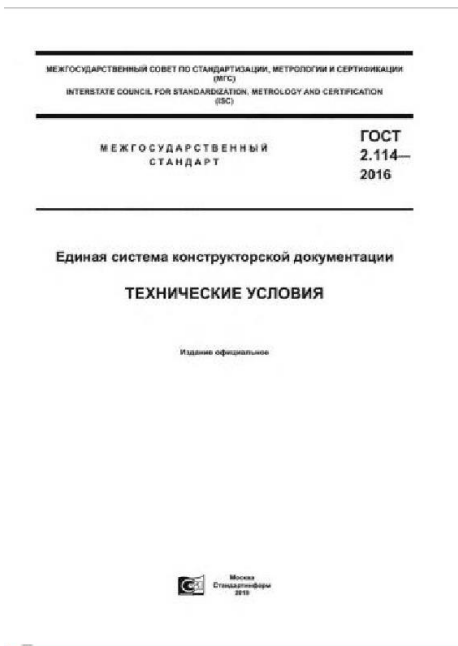 МЕЖГОСУДАРСТВЕННЫЙ СОВЕТ ПО СТАНДАРТИЗАЦИИ, МЕТРОЛОГИИ И СЕРТИФИКАЦИИ
(МГС)
INTERSTATE COUNCIL FOR STANDARDIZATION, METROLOGY AND CERTIFICATION
(ISC)
МЕЖГОСУДАРСТВЕННЫЙ
СТАНДАРТ
ГОСТ
2.114—
2016
Единая система конструкторской документации
ТЕХНИЧЕСКИЕ УСЛОВИЯ
Издание официальное
Москва
Стандартинформ